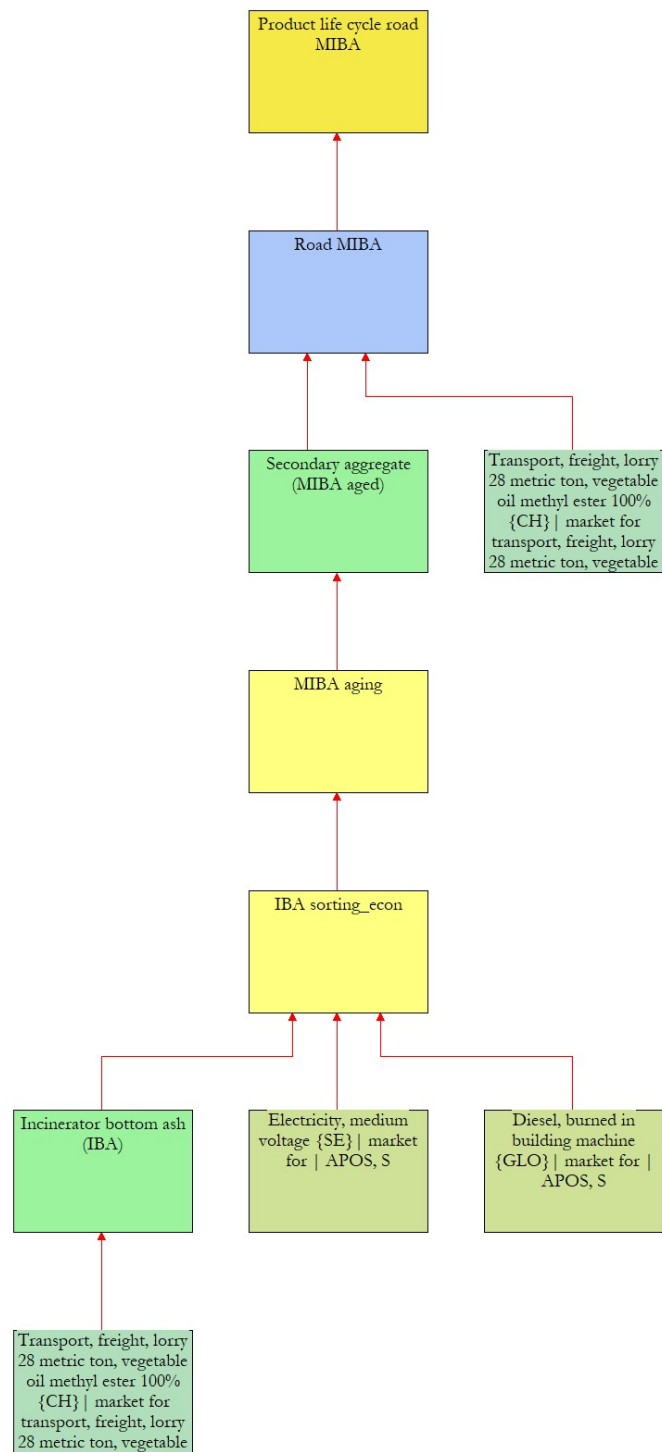 Product life cycle road
MIBA
Road MIBA
Secondary aggregate
(MIBA aged)
Transport, freight, lorry
28 metric ton, vegetable
oil methyl ester 100%
{CH}| market for
transport, freight, lorry
28 metric ton, vegetable
MIBA aging
IBA sorting_econ
Incinerator bottom ash
(IBA)
Electricity, medium
voltage {SE}| market
for | APOS, S
Diesel, burned in
building machine
{GLO}| market for |
APOS, S
Transport, freight, lorry
28 metric ton, vegetable
oil methyl ester 100%
{CH}| market for
transport, freight, lorry
28 metric ton, vegetable